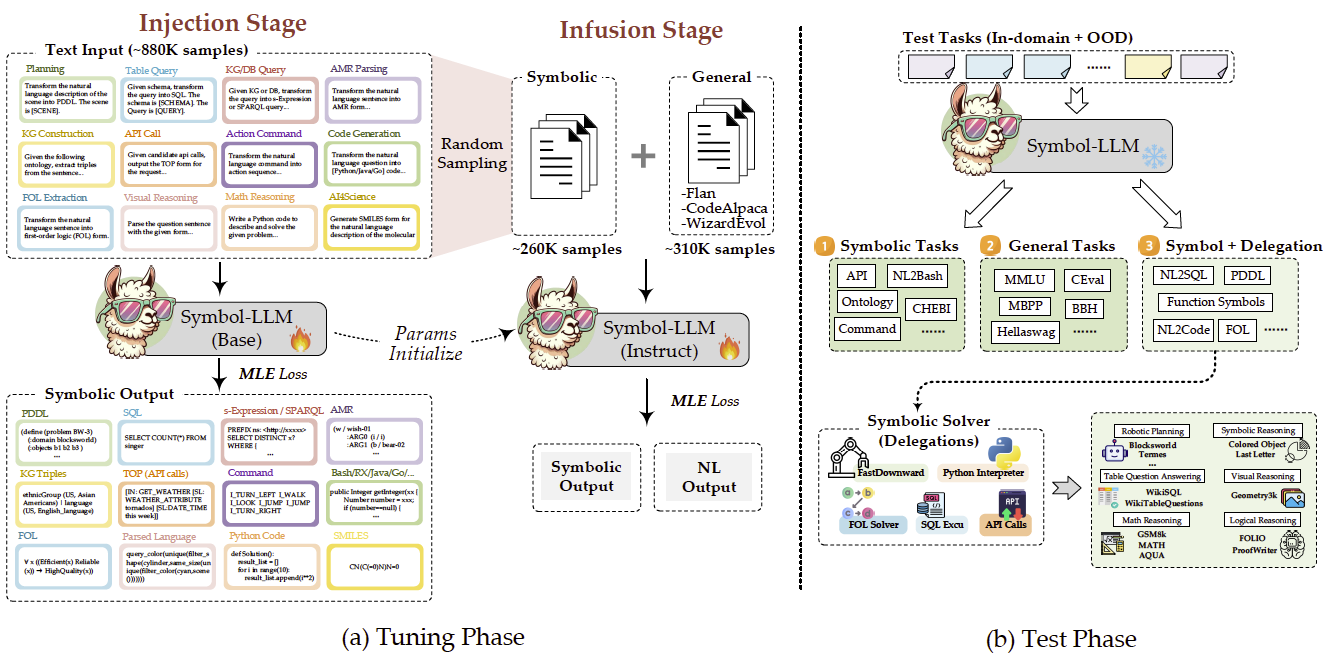 Injection Stage
Text Input (~880K samples)
Planning
Transform the natural
language description of the
scene into PDDL. The scene
is [SCENE].
Table Query
Given schema, transform
the query into SQL. The
schema is [SCHEMA]. The
Query is [QUERY].
KG/DB Query
Given KG or DB, transform
the query into s-Expression
or SPARQL query...
AMR Parsing
Transform the natural
language sentence into
AMR form...
KG Construction
Given the following
ontology, extract triples
from the sentence...
API Call
Given candidate api calls,
output the TOP form for
the request...
Action Command
Transform the natural
language command into
action sequence...
Code Generation
Transform the natural
language question into
[Python/Java/Go] code...
FOL Extraction
Transform the natural
language sentence into
first-order logic (FOL) form.
Visual Reasoning
Parse the question sentence
with the given form...
Math Reasoning
Write a Python code to
describe and solve the
given problem...
AI4Science
Generate SMILES form for
the natural language
description of the molecular
Symbol-LLM
(Base)
MLE Loss
Symbolic Output
PDDL
(define (problem BW-3)
(:domain blocksworld)
(:objects b1 b2 b3 )
...
SQL
SELECT COUNT(*) FROM
singer
s-Expression / SPARQL
PREFIX ns: <http://xxxxx>
SELECT DISTINCT x?
WHERE {
...
AMR
(w / wish-01
:ARG0 (i / i)
:ARG1 (b / bear-02
...
KG Triples
ethnicGroup (US, Asian
Americans) | language
(US, English_language)
TOP (API calls)
[IN: GET_WEATHER [SL:
WEATHER_ATTRIBUTE
tornados] [SL:DATE_TIME
this week]]
Command
I_TURN_LEFT I_WALK
I_LOOK I_JUMP I_JUMP
I_TURN_RIGHT
Bash/RX/Java/Go/...
public Integer getInteger(xx {
Number number = xxx;
if (number==null) {
...
FOL
∀ x ((Efficient(x) Reliable
(x)) → HighQuality(x))
Parsed Language
query_color(unique(filter_s
hape(cylinder,same_size(un
ique(filter_color(cyan,scene
()))))))
Python Code
def Solution():
result_list = []
for i in range(10):
result_list.append(i**2)
SMILES
CN(C(=O)N)N=O
Random
Sampling
Params
Initialize
Infusion Stage
Symbolic
~260K samples
+
General
-Flan
-CodeAlpaca
-WizardEvol
~310K samples
Symbol-LLM
(Instruct)
MLE Loss
Symbolic
Output
NL
Output
(a) Tuning Phase
Test Tasks (In-domain + OOD)
......
Symbol-LLM
1 Symbolic Tasks
API
NL2Bash
Ontology
CHEBI
Command
......
2 General Tasks
MMLU
CEval
MBPP
BBH
Hellaswag
......
3 Symbol + Delegation
NL2SQL
PDDL
Function Symbols
NL2Code
FOL
......
Symbolic Solver
(Delegations)
FastDownward
Python Interpreter
a b
c d
FOL Solver
SQL
SQL Excu
API
API Calls
Robotic Planning
Blocksworld
Termes
...
Symbolic Reasoning
Colored Object
Last Letter
Table Question Answering
WikiSQL
WikiTableQuestions
Visual Reasoning
Geometry3k
Math Reasoning
GSM8k
MATH
AQUA
Logical Reasoning
FOLIO
ProofWriter
(b) Test Phase